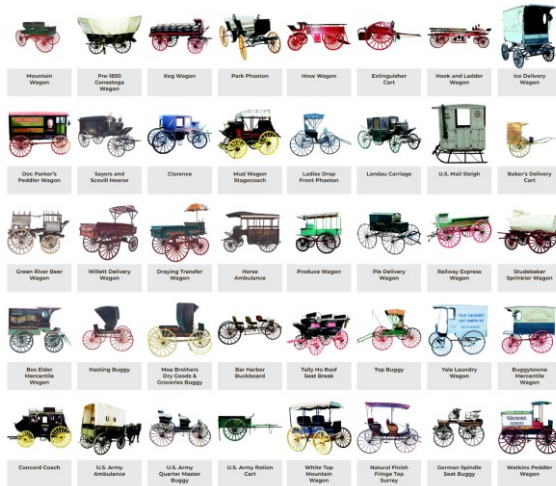 Mountain
Wagon
Pre-1850
Conestoga
Wagon
Keg Wagon
Park Phaeton
Hose Wagon
Extinguisher
Cart
Hook and Ladder
Wagon
Ice Delivery
Wagon
Doc Parker's
Peddler Wagon
Sayers and
Scovill Hearse
Clarence
Mud Wagon
Stagecoach
Ladies Drop
Front Phaeton
Landau Carriage
U.S. Mail Sleigh
Baker's Delivery
Cart
Green River Beer
Wagon
Willett Delivery
Wagon
Draying Transfer
Wagon
Horse
Ambulance
Produce Wagon
Pie Delivery
Wagon
Railway Express
Wagon
Studebaker
Sprinkler Wagon
Box Elder
Mercantile
Wagon
Hasting Buggy
Mos Brothers
Dry Goods &
Groceries Buggy
Bar Harbor
Buckboard
Tally Ho Roof
Seat Break
Top Buggy
YALE LAUNDRY
Yale Laundry
Wagon
Buggytowne
Mercantile
Wagon
Concord Coach
U.S. Army
Ambulance
U.S. Army
Quarter Master
Buggy
U.S. Army Ration
Cart
White Top
Mountain
Wagon
Natural Finish
Fringe Top
Surrey
German Spindle
Seat Buggy
Watkins Peddler
Wagon